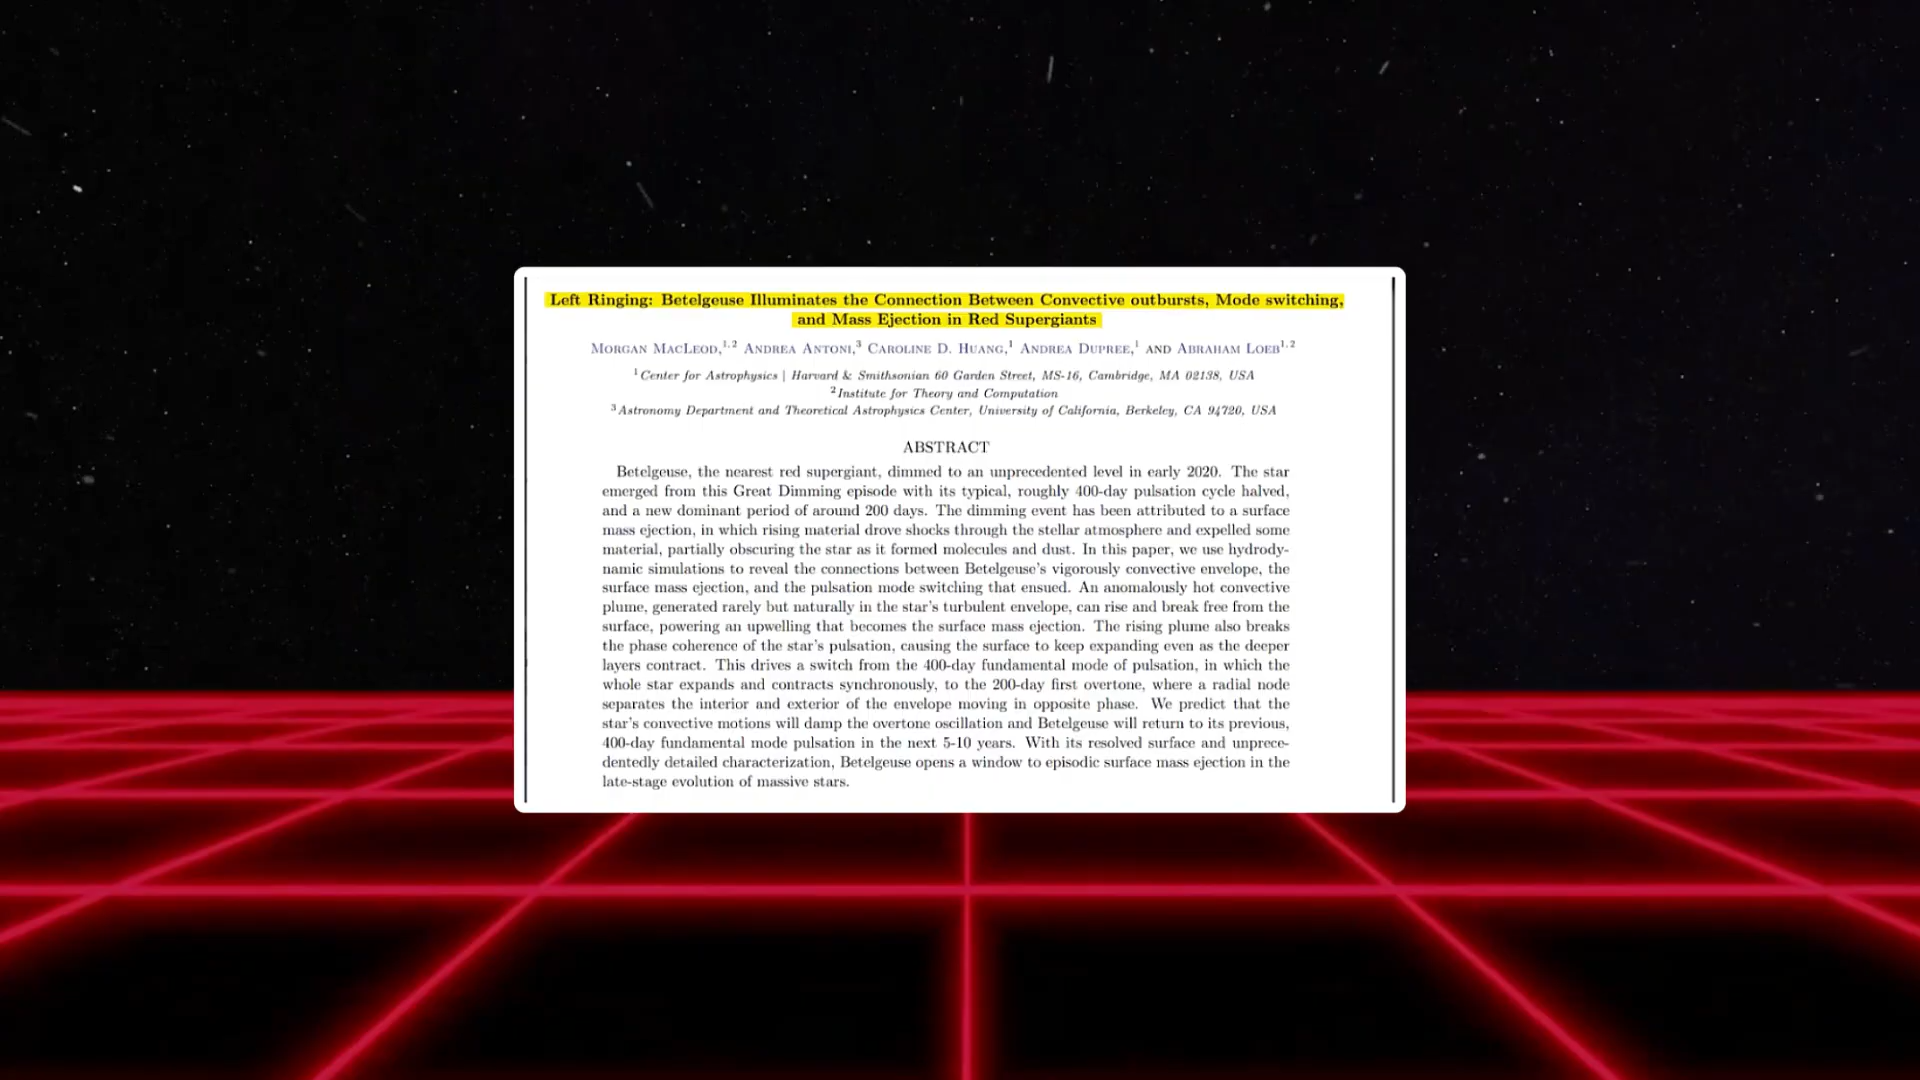 Left Ringing: Betelgeuse Illuminates the Connection Between Convective outbursts, Mode switching,
and Mass Ejection in Red Supergiants
Morgan MacLeod,1,2 Andrea Antoni,3 Caroline D. Huang,1 Andrea Dupree,1 and Abraham Loeb1,2
1Center for Astrophysics | Harvard & Smithsonian 60 Garden Street, MS-16, Cambridge, MA 02138, USA
2Institute for Theory and Computation
3Astronomy Department and Theoretical Astrophysics Center, University of California, Berkeley, CA 94720, USA
ABSTRACT
Betelgeuse, the nearest red supergiant, dimmed to an unprecedented level in early 2020. The star
emerged from this Great Dimming episode with its typical, roughly 400-day pulsation cycle halved,
and a new dominant period of around 200 days. The dimming event has been attributed to a surface
mass ejection, in which rising material drove shocks through the stellar atmosphere and expelled some
material, partially obscuring the star as it formed molecules and dust. In this paper, we use hydrody-
namic simulations to reveal the connections between Betelgeuse's vigorously convective envelope, the
surface mass ejection, and the pulsation mode switching that ensued. An anomalously hot convective
plume, generated rarely but naturally in the star's turbulent envelope, can rise and break free from the
surface, powering an upwelling that becomes the surface mass ejection. The rising plume also breaks
the phase coherence of the star's pulsation, causing the surface to keep expanding even as the deeper
layers contract. This drives a switch from the 400-day fundamental mode of pulsation, in which the
whole star expands and contracts synchronously, to the 200-day first overtone, where a radial node
separates the interior and exterior of the envelope moving in opposite phase. We predict that the
star's convective motions will damp the overtone oscillation and Betelgeuse will return to its previous,
400-day fundamental mode pulsation in the next 5-10 years. With its resolved surface and unprece-
dentedly detailed characterization, Betelgeuse opens a window to episodic surface mass ejection in the
late-stage evolution of massive stars.